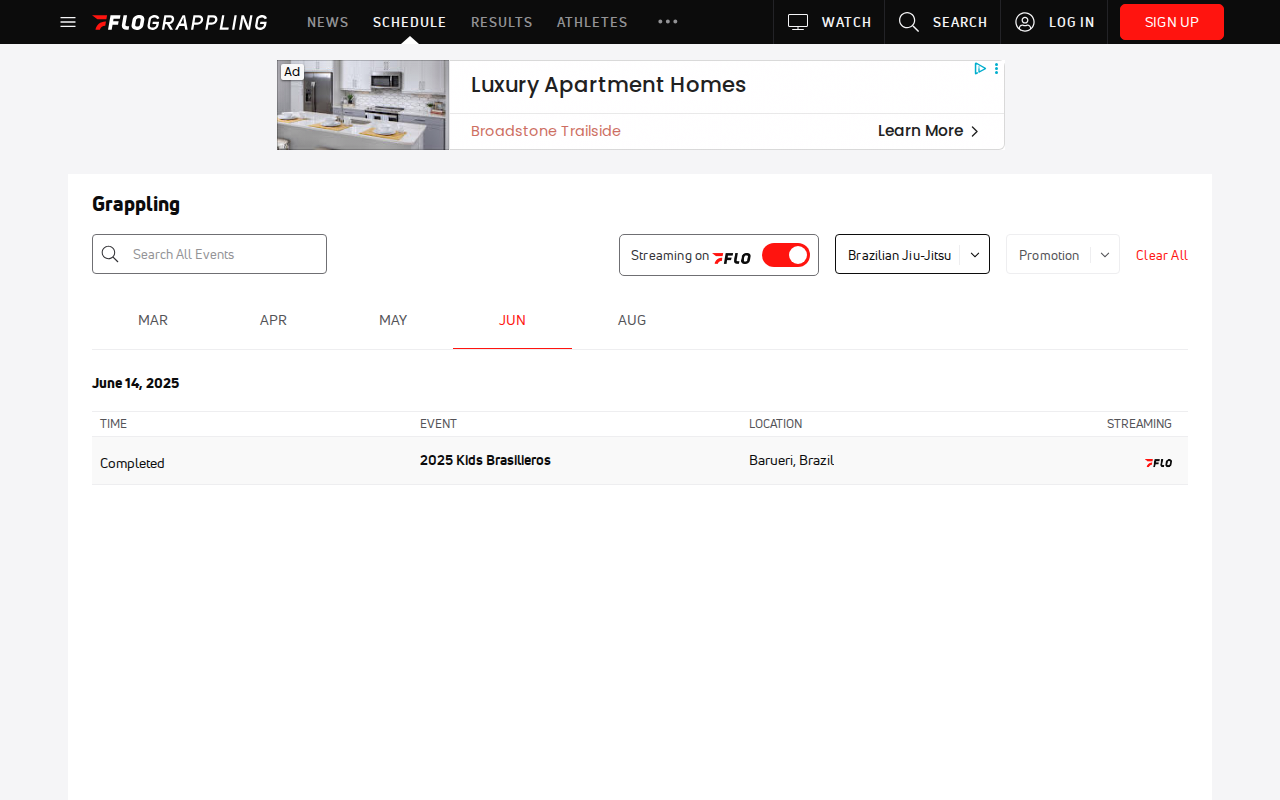 FLOGRAPPLING NEWS SCHEDULE RESULTS ATHLETES WATCH SEARCH LOG IN SIGN UP
Ad
Luxury Apartment Homes
Broadstone Trailside Learn More
Grappling
Search All Events Streaming on FLO Brazilian Jiu-Jitsu Promotion Clear All
MAR APR MAY JUN AUG
June 14, 2025
TIME EVENT LOCATION STREAMING
Completed 2025 Kids Brasilieros Barueri, Brazil FLO